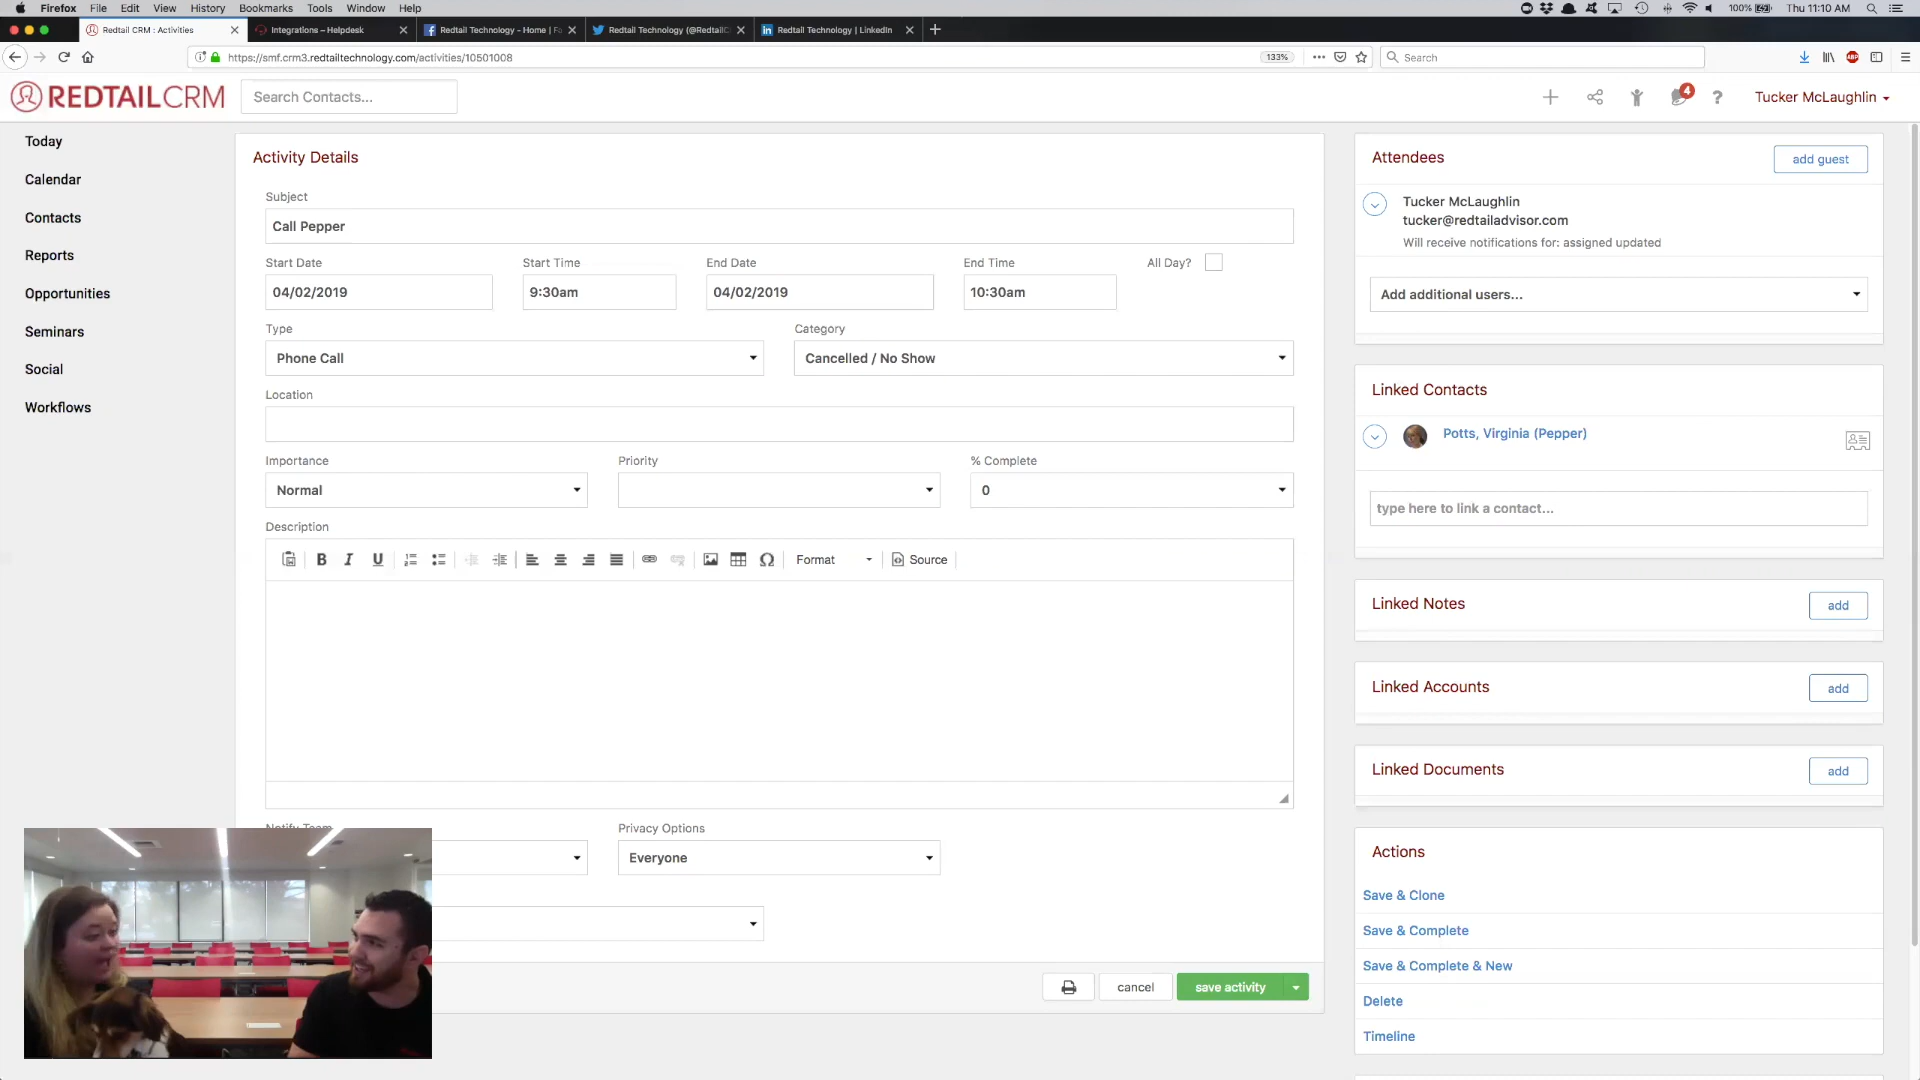 Firefox File Edit View History Bookmarks Tools Window Help 100% Thu 11:10 AM
Redtail CRM : Activities Integrations – Helpdesk Redtail Technology - Home | Fa Redtail Technology (@RedtailC Redtail Technology | LinkedIn
https://smf.crm3.redtailtechnology.com/activities/10501008 133% Search
REDTAILCRM Search Contacts... 4 ? Tucker McLaughlin
Today
Calendar
Contacts
Reports
Opportunities
Seminars
Social
Workflows
Activity Details
Subject
Call Pepper
Start Date Start Time End Date End Time All Day?
04/02/2019 9:30am 04/02/2019 10:30am
Type Category
Phone Call Cancelled / No Show
Location
Importance Priority % Complete
Normal 0
Description
B I U Ω Format Source
Notify Team Privacy Options
Everyone
cancel save activity
Attendees add guest
Tucker McLaughlin
tucker@redtailadvisor.com
Will receive notifications for: assigned updated
Add additional users...
Linked Contacts
Potts, Virginia (Pepper)
type here to link a contact...
Linked Notes add
Linked Accounts add
Linked Documents add
Actions
Save & Clone
Save & Complete
Save & Complete & New
Delete
Timeline